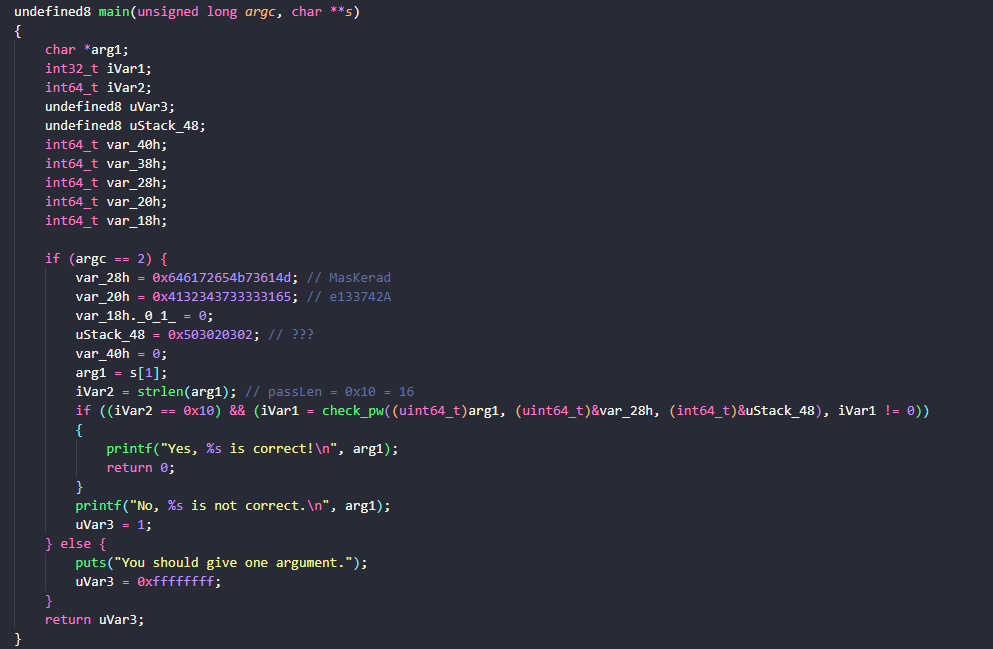 undefined8 main(unsigned long argc, char **s)
{
    char *arg1;
    int32_t iVar1;
    int64_t iVar2;
    undefined8 uVar3;
    undefined8 uStack_48;
    int64_t var_40h;
    int64_t var_38h;
    int64_t var_28h;
    int64_t var_20h;
    int64_t var_18h;

    if (argc == 2) {
        var_28h = 0x646172654b73614d; // MasKerad
        var_20h = 0x4132343733333165; // e133742A
        var_18h._0_1_ = 0;
        uStack_48 = 0x503020302; // ???
        var_40h = 0;
        arg1 = s[1];
        iVar2 = strlen(arg1); // passLen = 0x10 = 16
        if ((iVar2 == 0x10) && (iVar1 = check_pw((uint64_t)arg1, (uint64_t)&var_28h, (int64_t)&uStack_48), iVar1 != 0))
        {
            printf("Yes, %s is correct!\n", arg1);
            return 0;
        }
        printf("No, %s is not correct.\n", arg1);
        uVar3 = 1;
    } else {
        puts("You should give one argument.");
        uVar3 = 0xffffffff;
    }
    return uVar3;
}